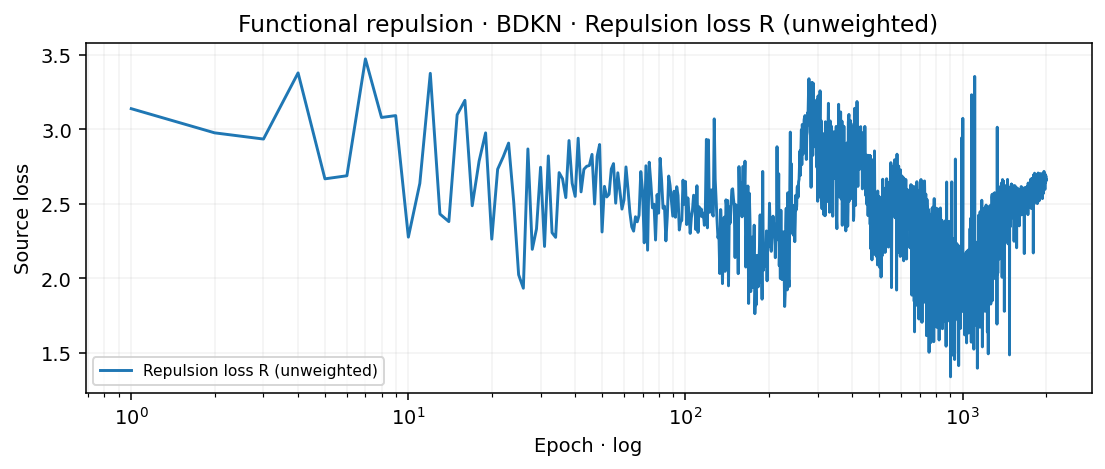 Functional repulsion · BDKN · Repulsion loss R (unweighted)
3.5
3.0
2.5
2.0
1.5
Source loss
Repulsion loss R (unweighted)
10⁰ 10¹ 10² 10³
Epoch · log